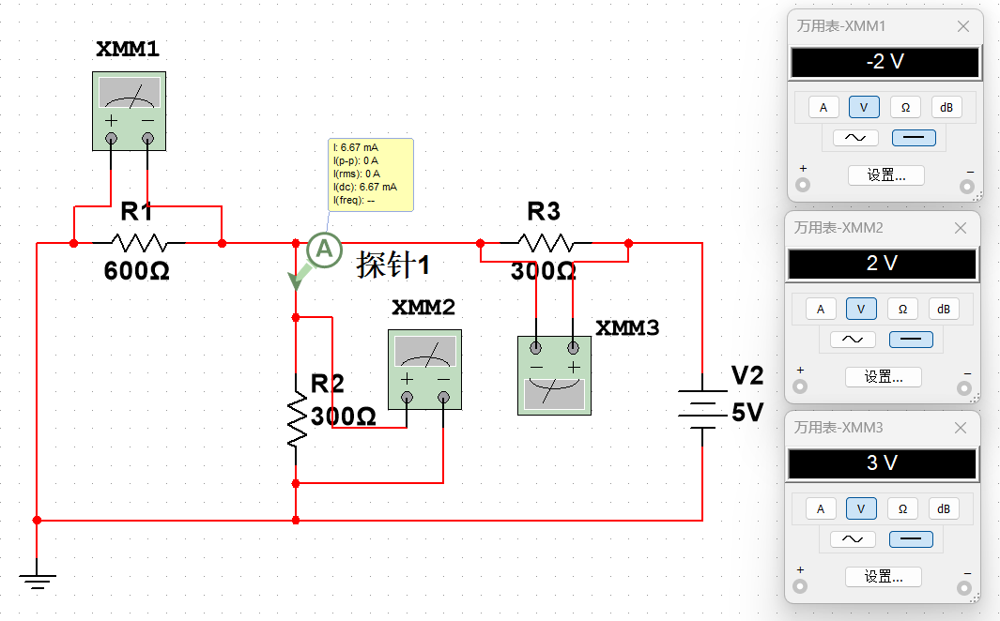 XMM1
+ −
R1
600Ω
I: 6.67 mA
I(p-p): 0 A
I(rms): 0 A
I(dc): 6.67 mA
I(freq): --
A
探针1
R3
300Ω
XMM2
+ −
R2
300Ω
XMM3
− +
V2
5V
万用表-XMM1
-2 V
A V Ω dB
设置...
+ −
万用表-XMM2
2 V
A V Ω dB
设置...
+ −
万用表-XMM3
3 V
A V Ω dB
设置...
+ −